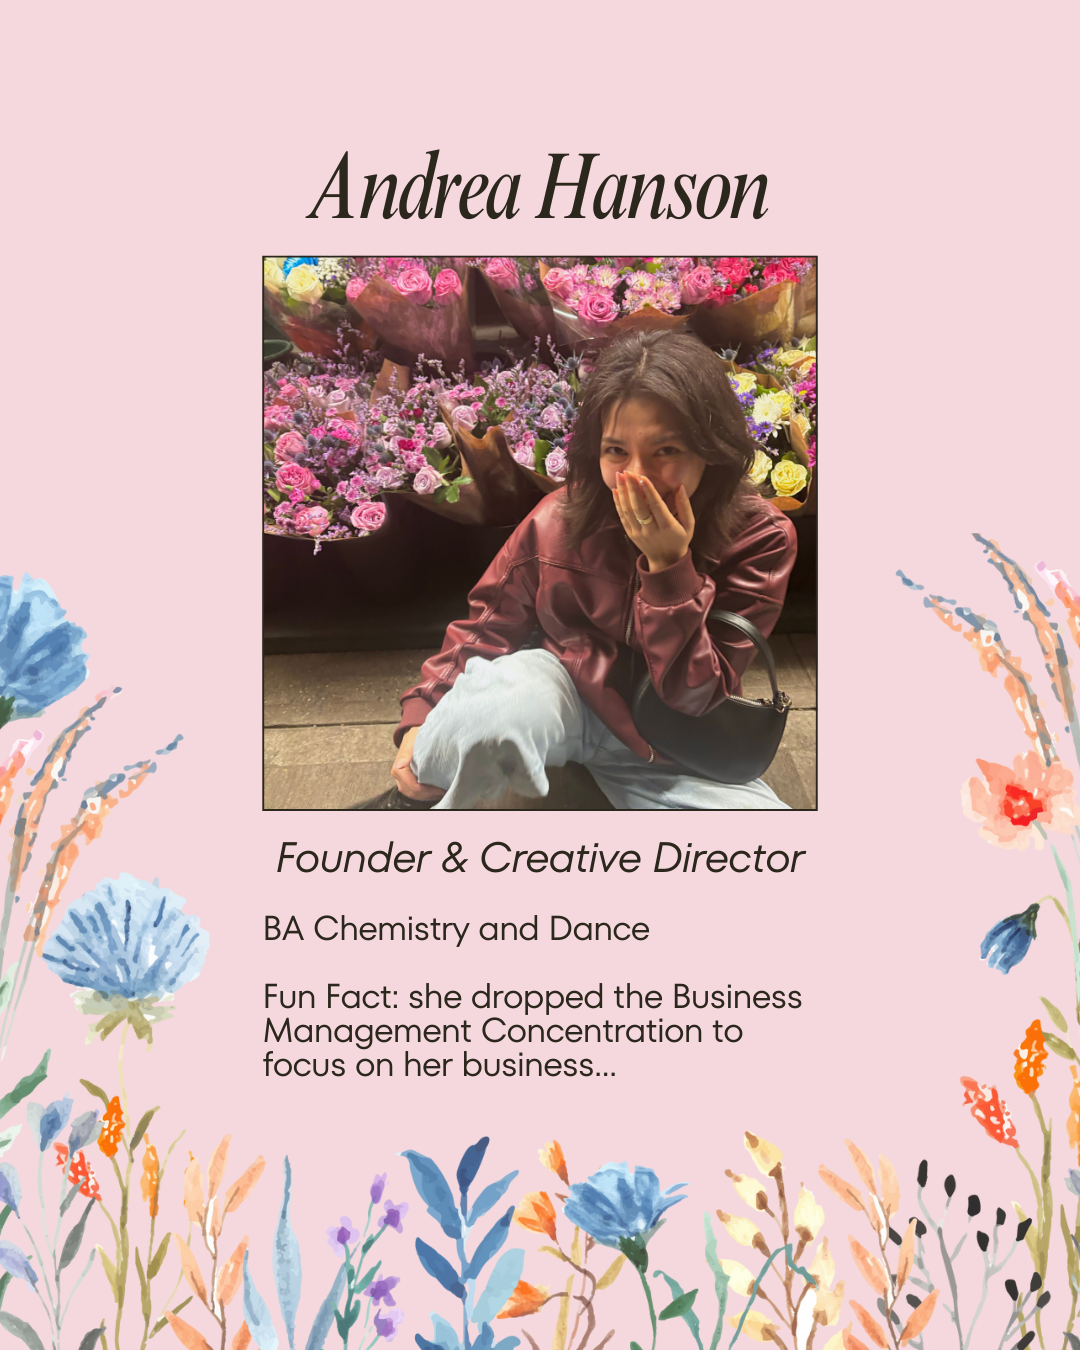 Andrea Hanson
Founder & Creative Director
BA Chemistry and Dance
Fun Fact: she dropped the Business
Management Concentration to
focus on her business...